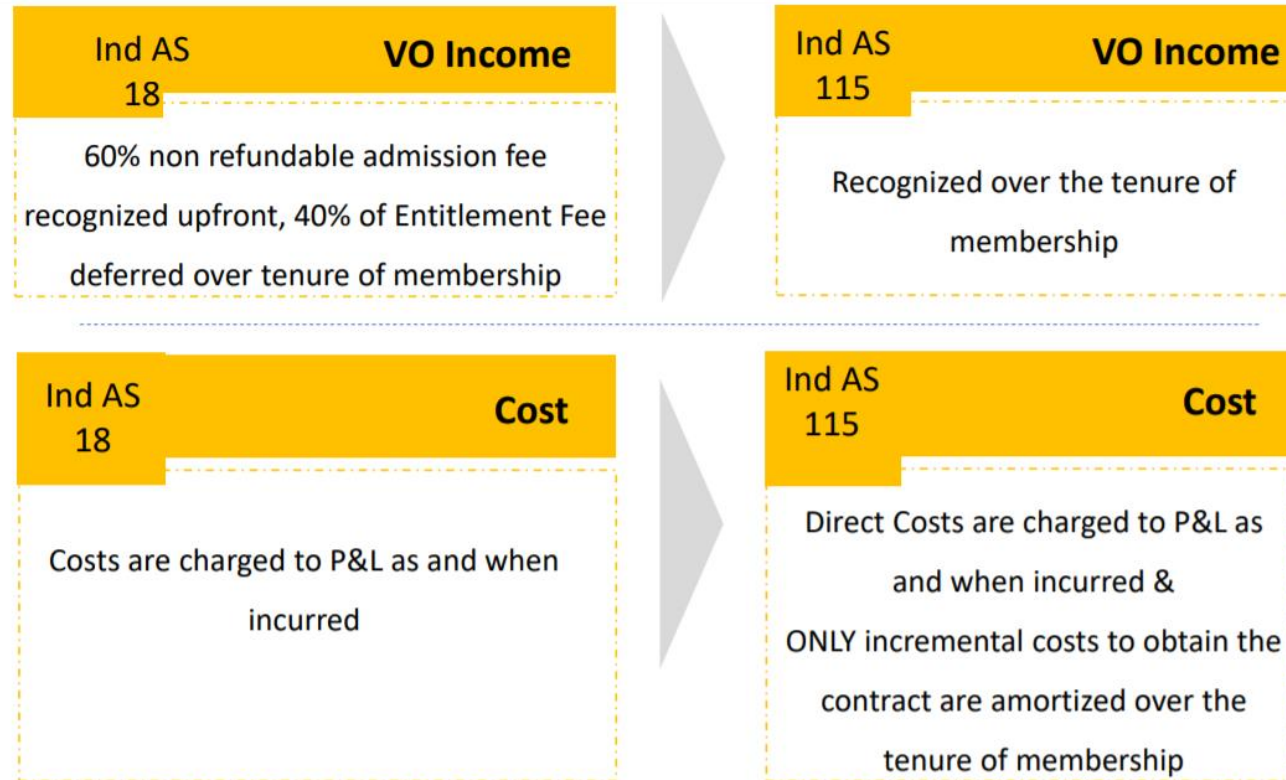 Ind AS
18
VO Income
60% non refundable admission fee
recognized upfront, 40% of Entitlement Fee
deferred over tenure of membership
Ind AS
115
VO Income
Recognized over the tenure of
membership
Ind AS
18
Cost
Costs are charged to P&L as and when
incurred
Ind AS
115
Cost
Direct Costs are charged to P&L as
and when incurred &
ONLY incremental costs to obtain the
contract are amortized over the
tenure of membership